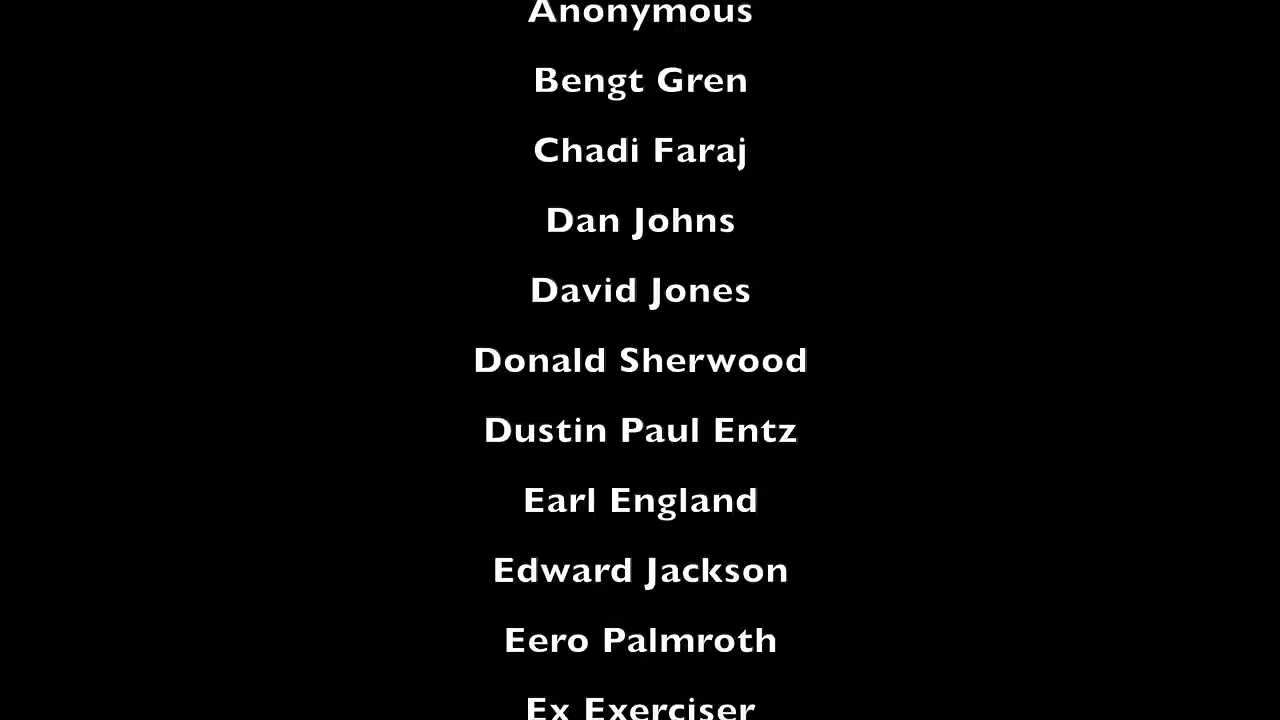 Anonymous
Bengt Gren
Chadi Faraj
Dan Johns
David Jones
Donald Sherwood
Dustin Paul Entz
Earl England
Edward Jackson
Eero Palmroth
Ex Exerciser